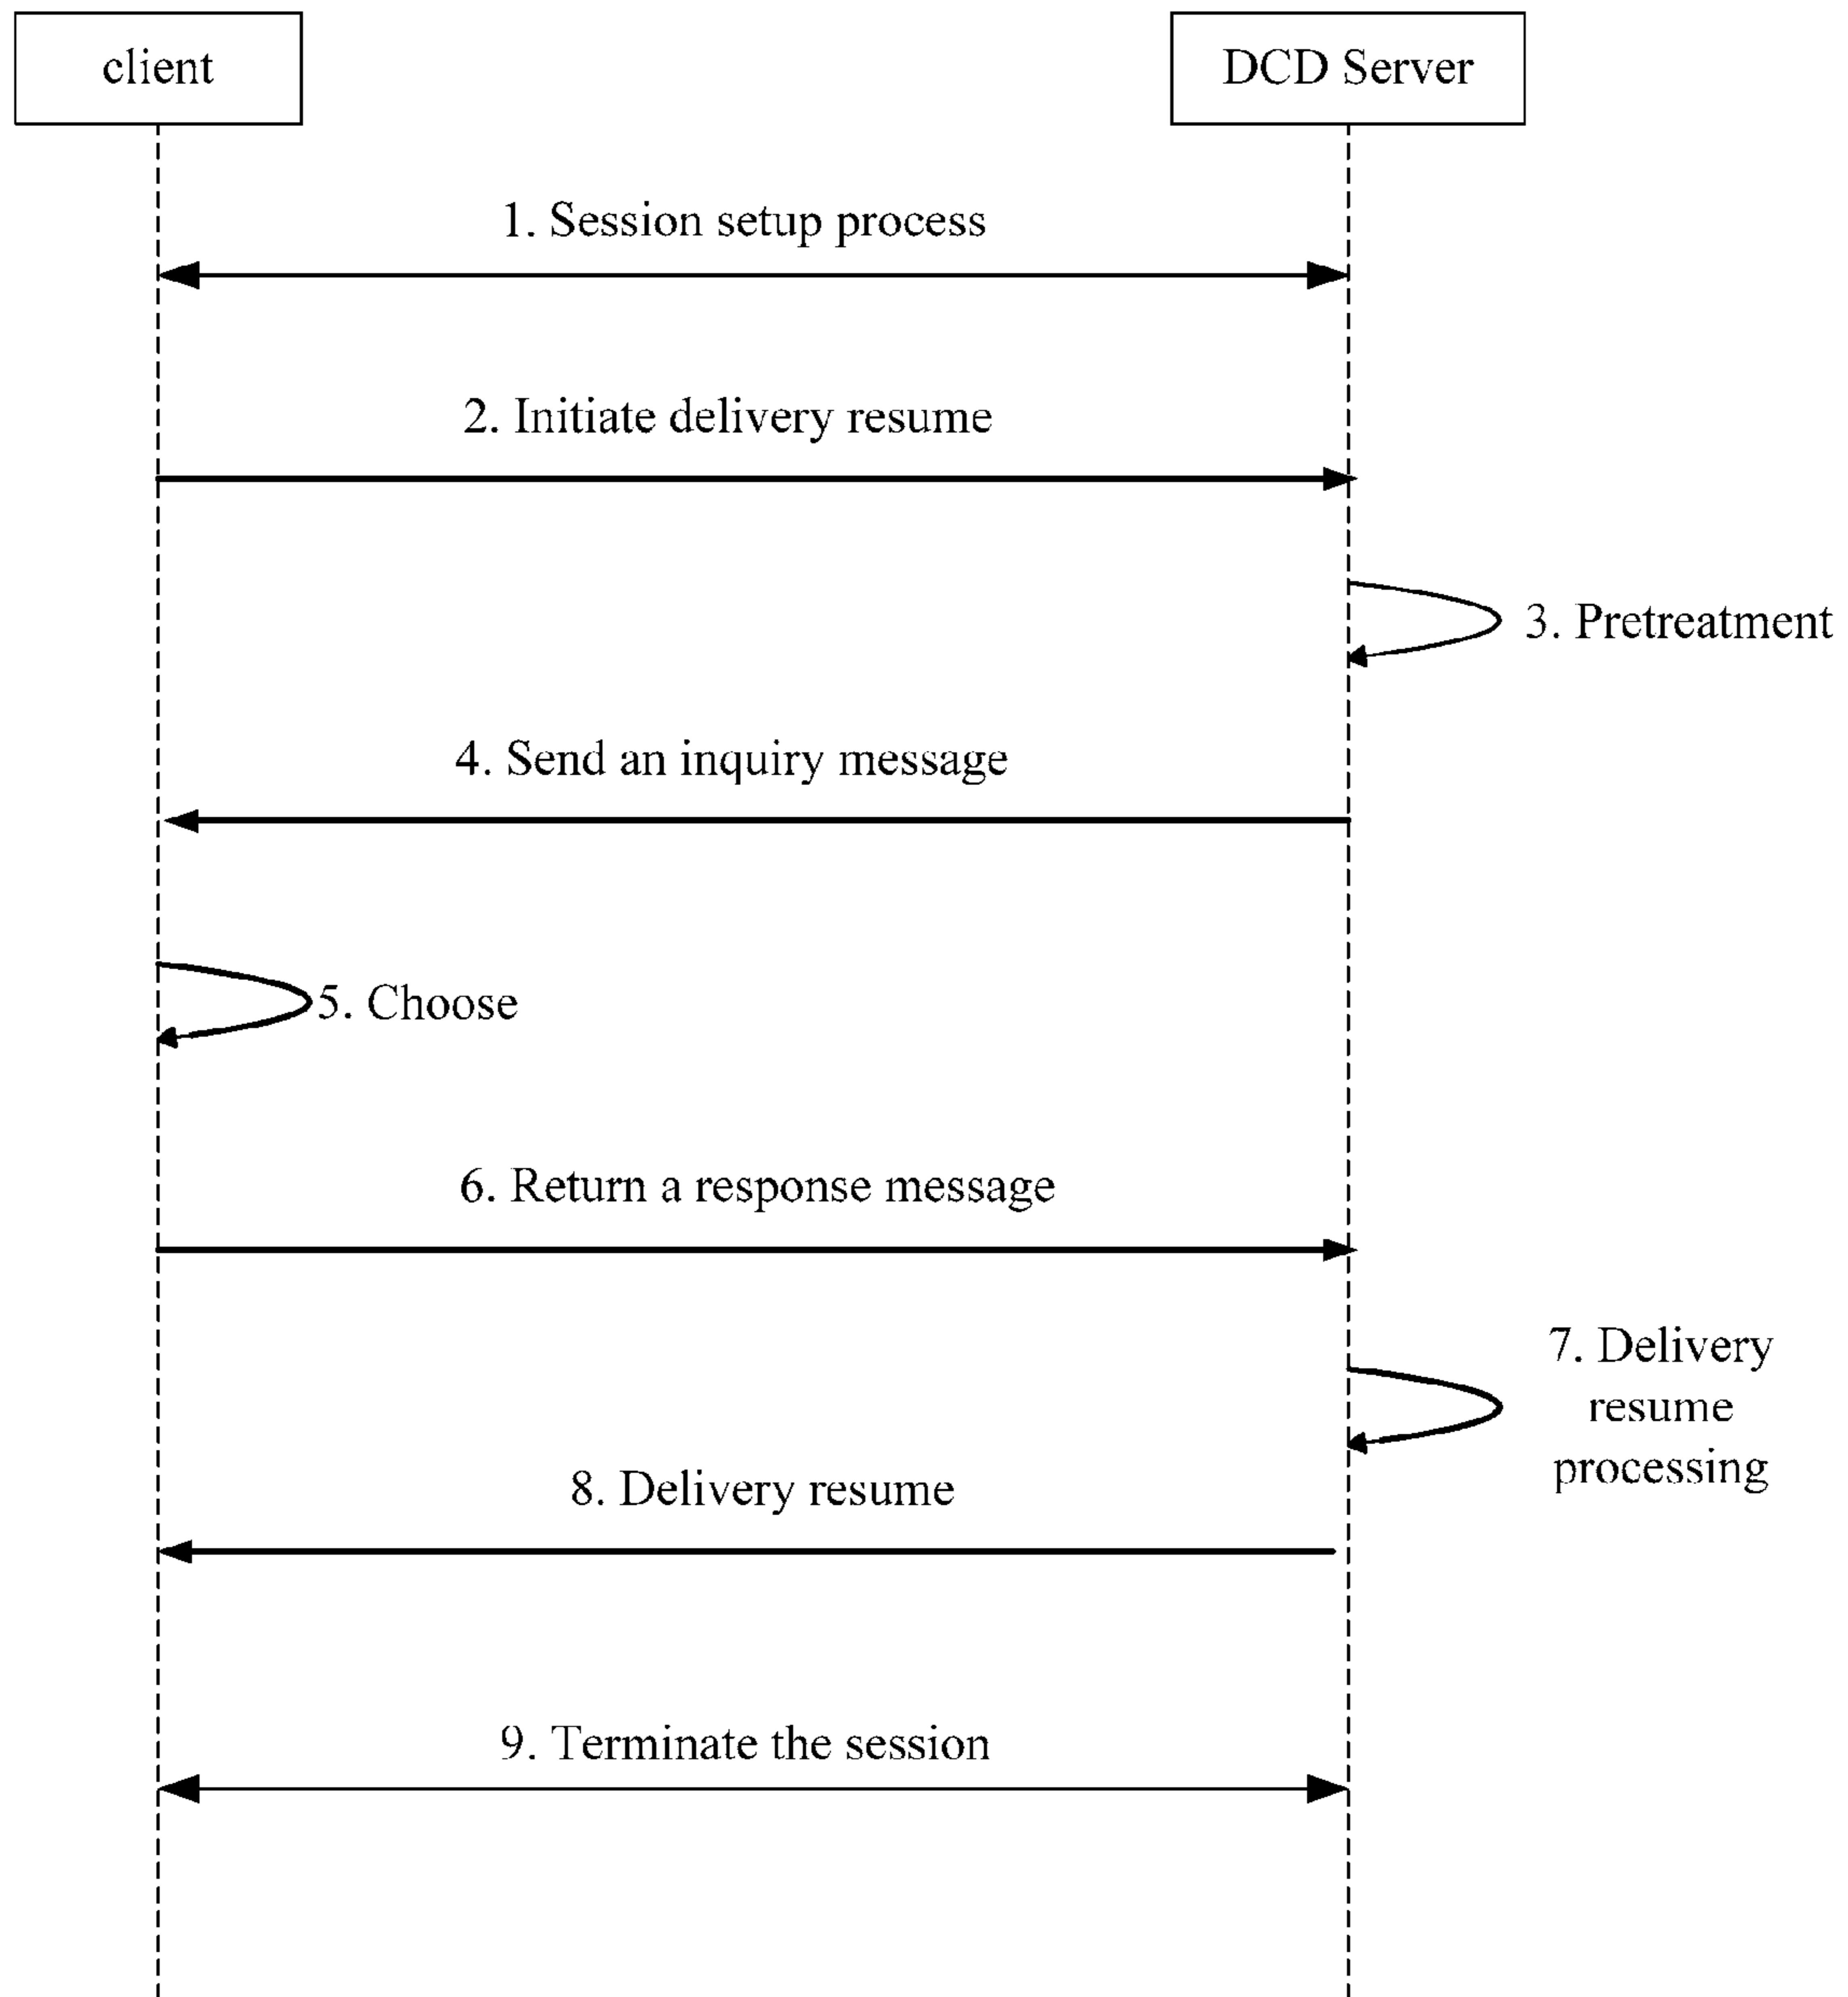 client
DCD Server
1. Session setup process
2. Initiate delivery resume
3. Pretreatment
4. Send an inquiry message
5. Choose
6. Return a response message
7. Delivery
resume
processing
8. Delivery resume
9. Terminate the session